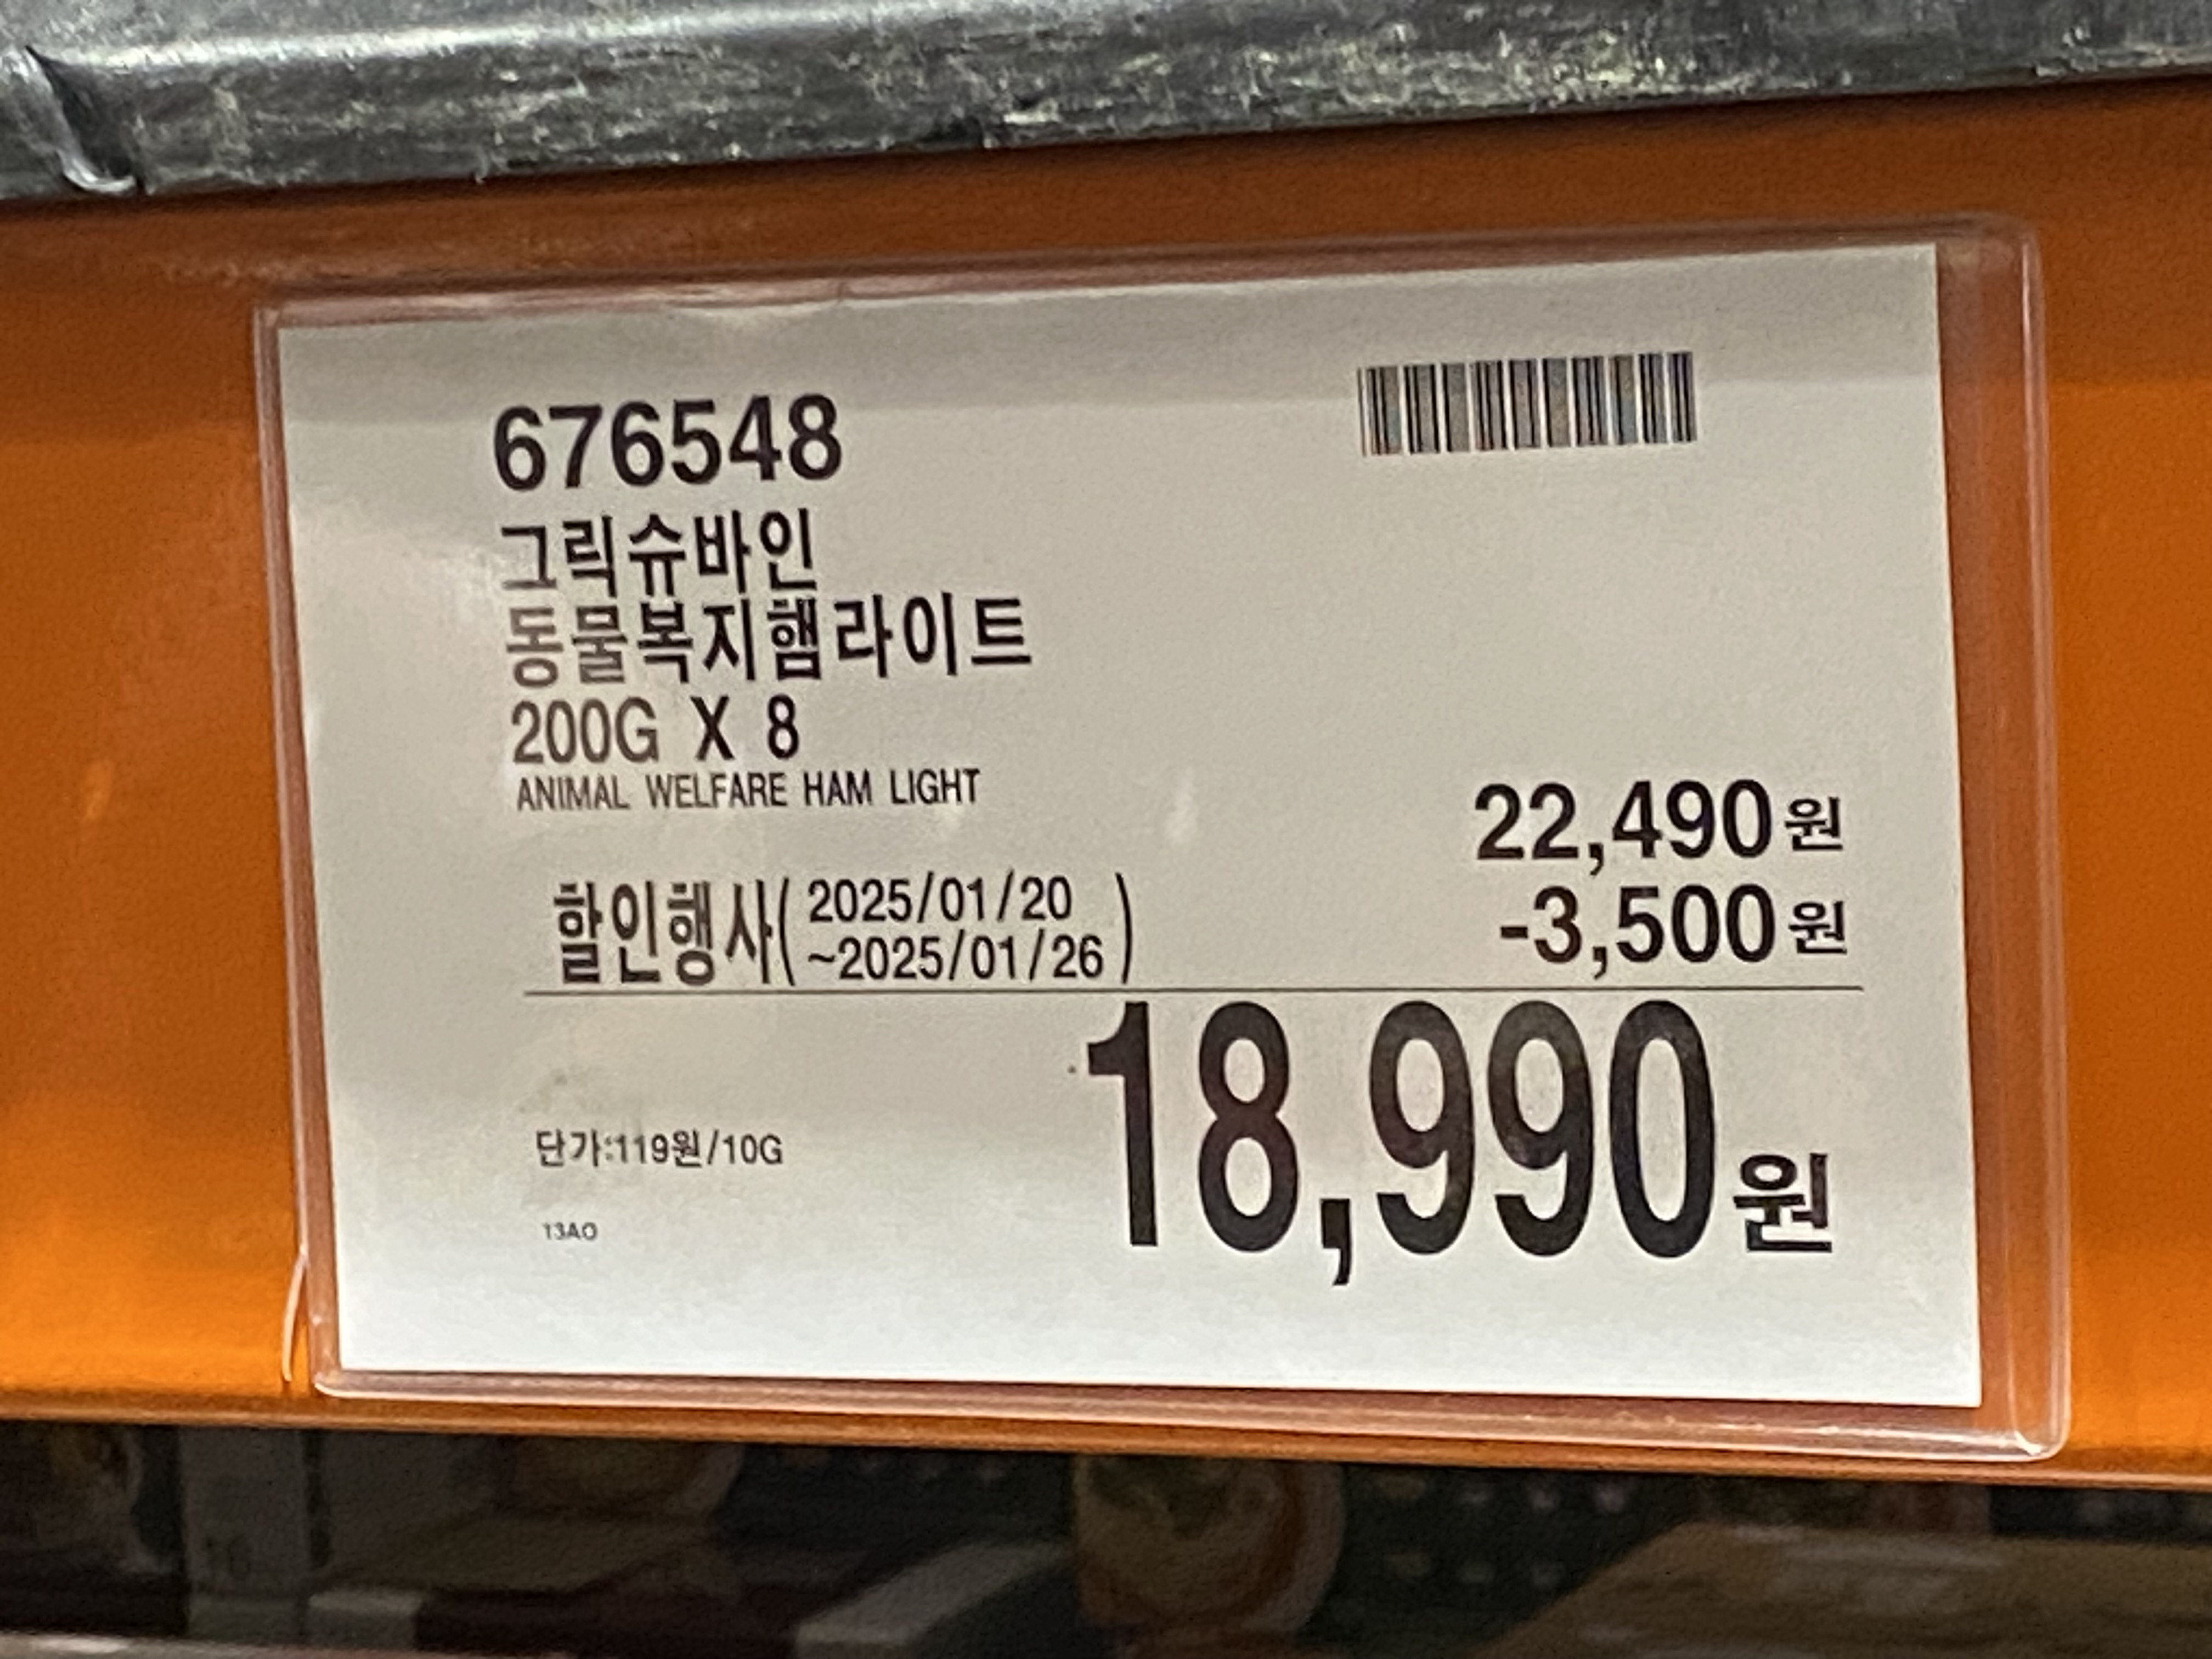 676548
그릭슈바인
동물복지햄라이트
200G X 8
ANIMAL WELFARE HAM LIGHT
22,490원
할인행사( 2025/01/20
~2025/01/26 )
-3,500원
18,990원
단가:119원/10G
13AO